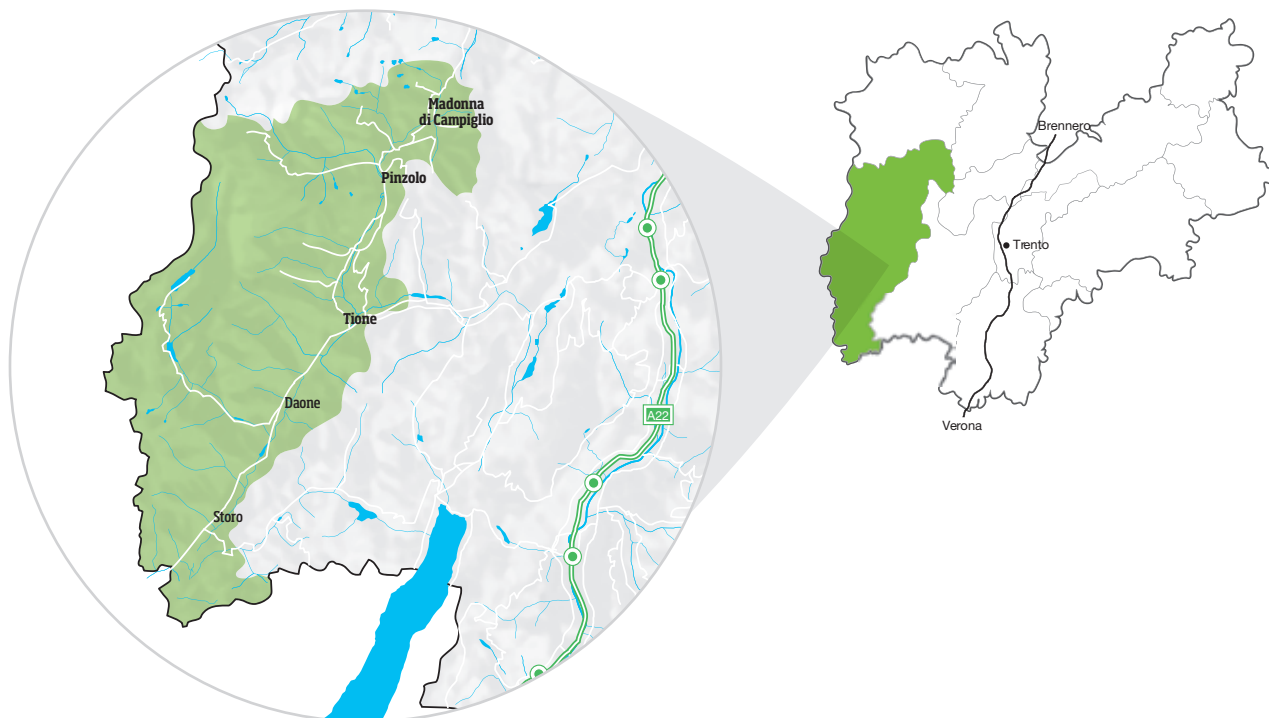 Madonna
di Campiglio
Pinzolo
Tione
Daone
Storo
A22
Brennero
Trento
Verona